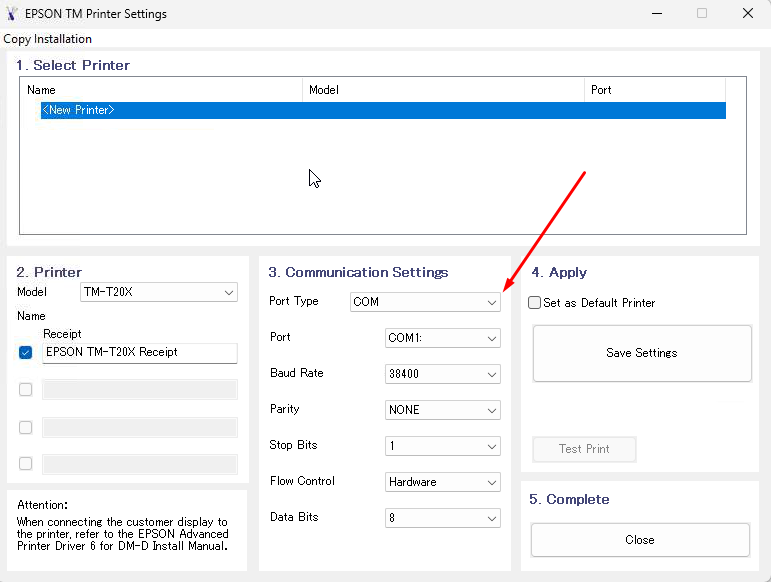 EPSON TM Printer Settings
Copy Installation
1. Select Printer
Name Model Port
<New Printer>
2. Printer
Model TM-T20X
Name
Receipt
EPSON TM-T20X Receipt
Attention:
When connecting the customer display to
the printer, refer to the EPSON Advanced
Printer Driver 6 for DM-D Install Manual.
3. Communication Settings
Port Type COM
Port COM1:
Baud Rate 38400
Parity NONE
Stop Bits 1
Flow Control Hardware
Data Bits 8
4. Apply
Set as Default Printer
Save Settings
Test Print
5. Complete
Close